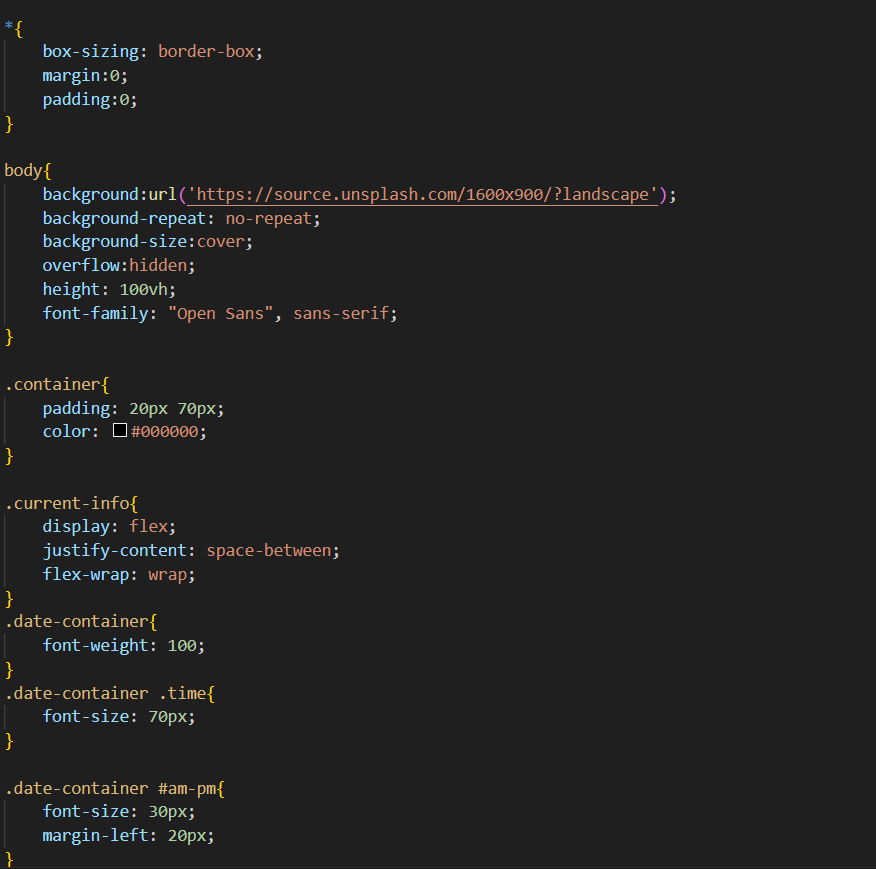 *{
    box-sizing: border-box;
    margin:0;
    padding:0;
}

body{
    background:url('https://source.unsplash.com/1600x900/?landscape');
    background-repeat: no-repeat;
    background-size:cover;
    overflow:hidden;
    height: 100vh;
    font-family: "Open Sans", sans-serif;
}

.container{
    padding: 20px 70px;
    color: #000000;
}

.current-info{
    display: flex;
    justify-content: space-between;
    flex-wrap: wrap;
}
.date-container{
    font-weight: 100;
}
.date-container .time{
    font-size: 70px;
}

.date-container #am-pm{
    font-size: 30px;
    margin-left: 20px;
}